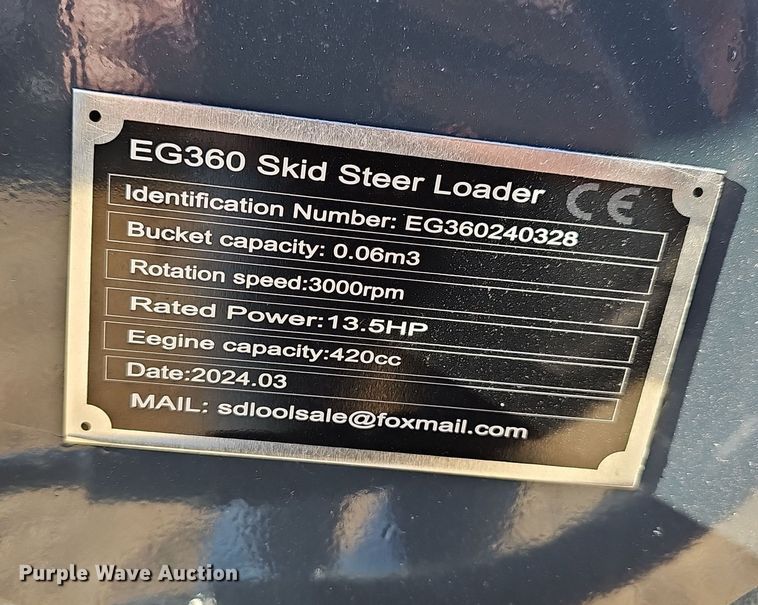 EG360 Skid Steer Loader CE
Identification Number: EG360240328
Bucket capacity: 0.06m3
Rotation speed:3000rpm
Rated Power:13.5HP
Eegine capacity:420cc
Date:2024.03
MAIL: sdloolsale@foxmail.com
Purple Wave Auction